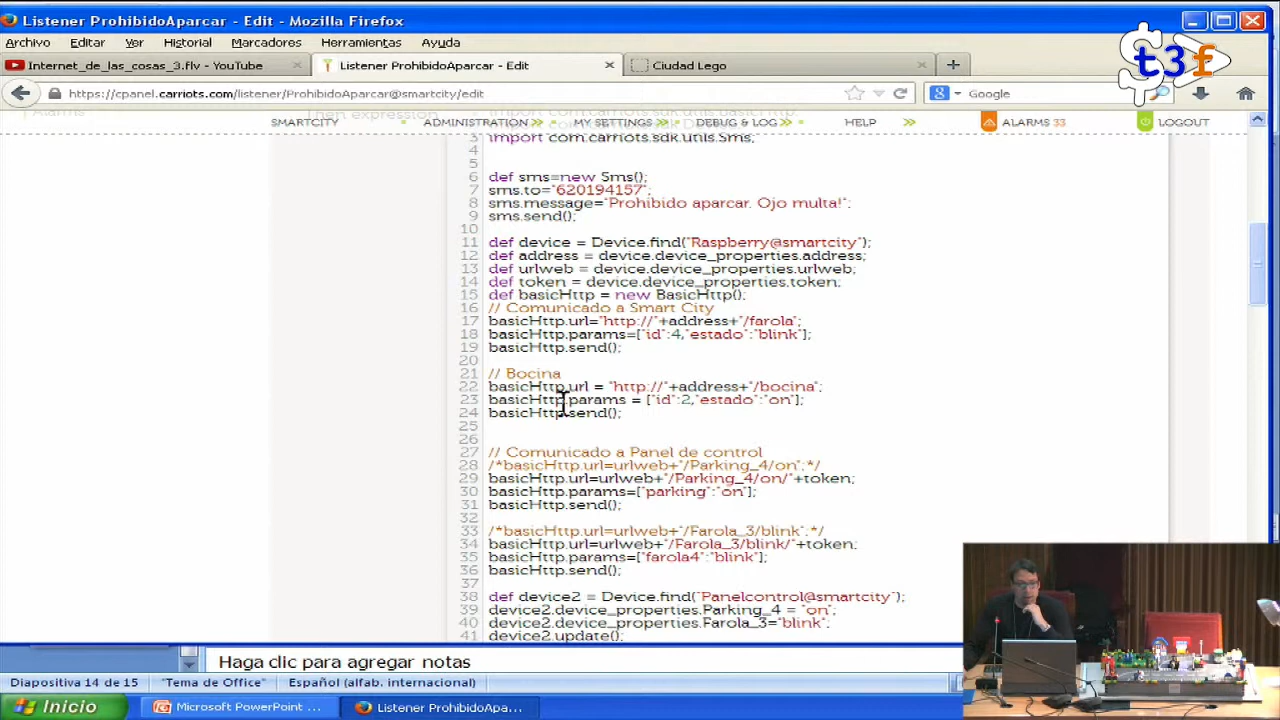 Listener ProhibidoAparcar - Edit - Mozilla Firefox
Archivo Editar Ver Historial Marcadores Herramientas Ayuda
t3f
Internet_de_las_cosas_3.flv - YouTube
Listener ProhibidoAparcar - Edit
Ciudad Lego
https://cpanel.carriots.com/listener/ProhibidoAparcar@smartcity/edit
Google
Alarms
Then expression
import com.carriots.sdk.utils.BasicHttp;
SMARTCITY ADMINISTRATION MY SETTINGS DEBUG & LOG HELP ALARMS 33 LOGOUT
3 import com.carriots.sdk.utils.Sms;
4
5
6 def sms=new Sms();
7 sms.to="620194157";
8 sms.message="Prohibido aparcar. Ojo multa!";
9 sms.send();
10
11 def device = Device.find("Raspberry@smartcity");
12 def address = device.device_properties.address;
13 def urlweb = device.device_properties.urlweb;
14 def token = device.device_properties.token;
15 def basicHttp = new BasicHttp();
16 // Comunicado a Smart City
17 basicHttp.url="http://"+address+"/farola";
18 basicHttp.params=["id":4,"estado":"blink"];
19 basicHttp.send();
20
21 // Bocina
22 basicHttp.url = "http://"+address+"/bocina";
23 basicHttp.params = ["id":2,"estado":"on"];
24 basicHttp.send();
25
26
27 // Comunicado a Panel de control
28 /*basicHttp.url=urlweb+"/Parking_4/on";*/
29 basicHttp.url=urlweb+"/Parking_4/on/"+token;
30 basicHttp.params=["parking":"on"];
31 basicHttp.send();
32
33 /*basicHttp.url=urlweb+"/Farola_3/blink";*/
34 basicHttp.url=urlweb+"/Farola_3/blink/"+token;
35 basicHttp.params=["farola4":"blink"];
36 basicHttp.send();
37
38 def device2 = Device.find("Panelcontrol@smartcity");
39 device2.device_properties.Parking_4 = "on";
40 device2.device_properties.Farola_3="blink";
41 device2.update();
Haga clic para agregar notas
Diapositiva 14 de 15 "Tema de Office" Español (alfab. internacional)
Inicio Microsoft PowerPoint ... Listener ProhibidoApa...